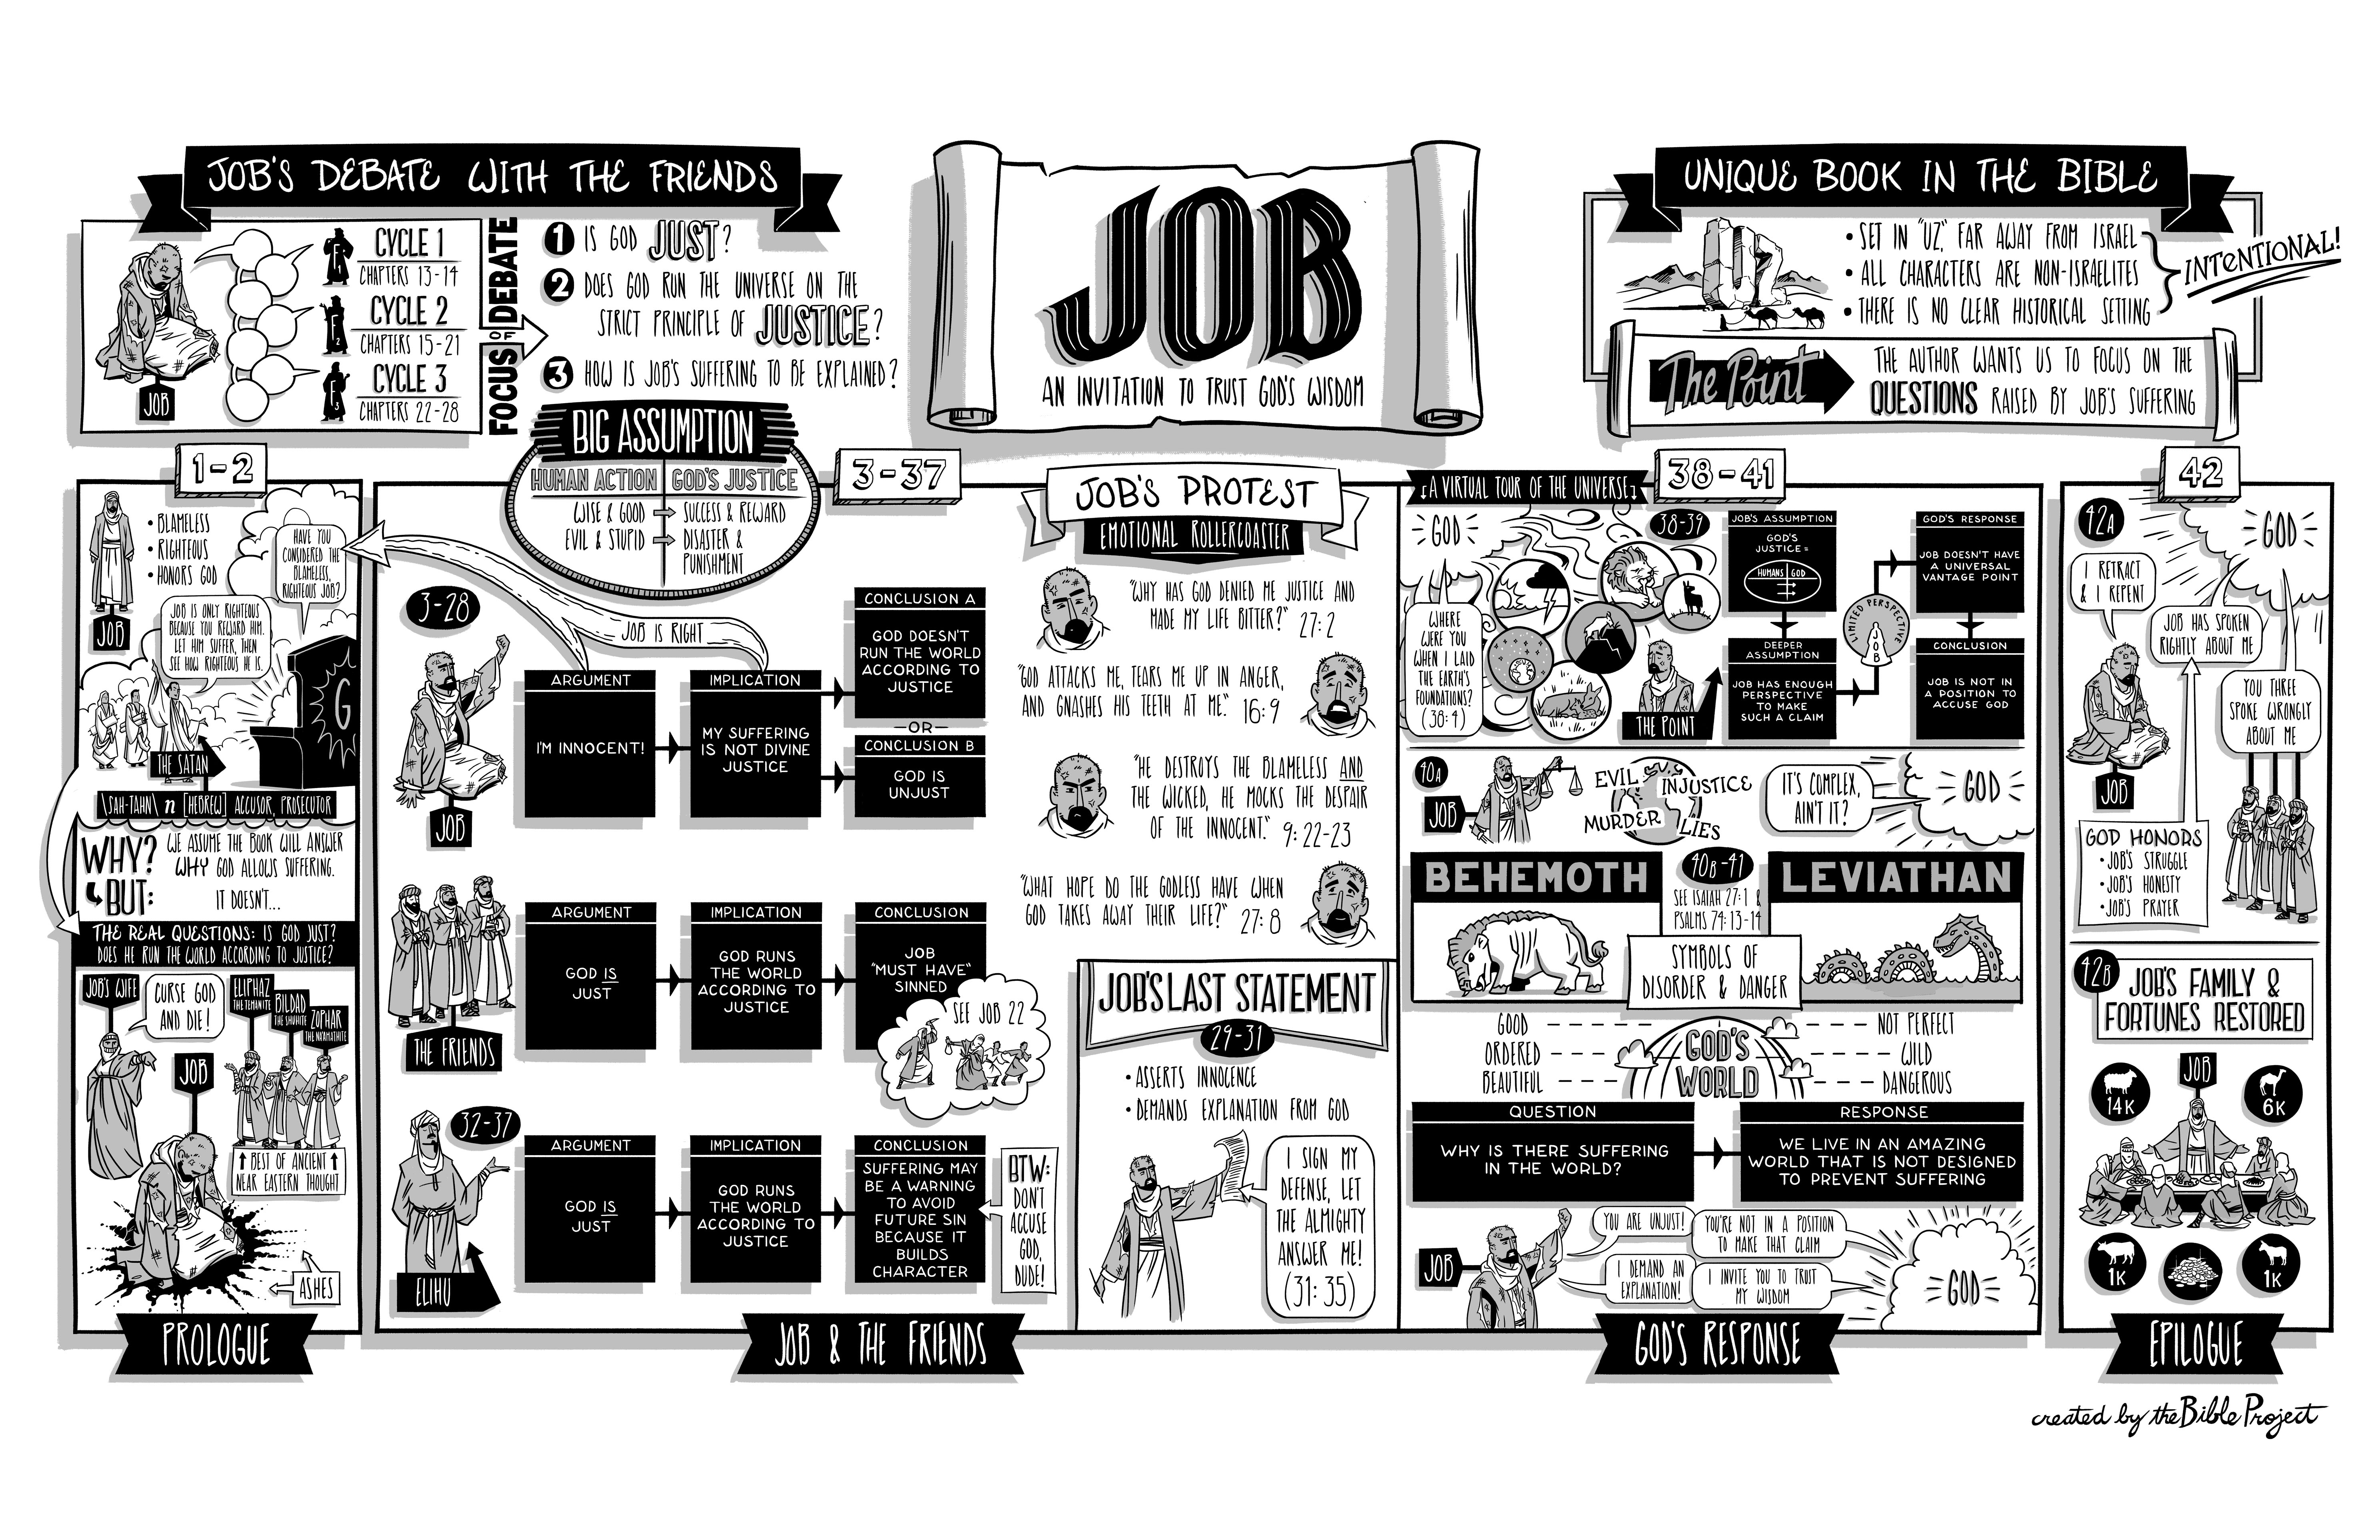 JOB'S DEBATE WITH THE FRIENDS
F
1
CYCLE 1
CHAPTERS 13-14
F
2
CYCLE 2
CHAPTERS 15-21
F
3
CYCLE 3
CHAPTERS 22-28
JOB
FOCUS OF DEBATE
1 IS GOD JUST?
2 DOES GOD RUN THE UNIVERSE ON THE
STRICT PRINCIPLE OF JUSTICE?
3 HOW IS JOB'S SUFFERING TO BE EXPLAINED?
JOB
AN INVITATION TO TRUST GOD'S WISDOM
UNIQUE BOOK IN THE BIBLE
UZ
• SET IN "UZ," FAR AWAY FROM ISRAEL
• ALL CHARACTERS ARE NON-ISRAELITES
• THERE IS NO CLEAR HISTORICAL SETTING
INTENTIONAL!
The Point
THE AUTHOR WANTS US TO FOCUS ON THE
QUESTIONS RAISED BY JOB'S SUFFERING
1-2
• BLAMELESS
• RIGHTEOUS
• HONORS GOD
JOB
HAVE YOU
CONSIDERED THE
BLAMELESS,
RIGHTEOUS JOB?
JOB IS ONLY RIGHTEOUS
BECAUSE YOU REWARD HIM.
LET HIM SUFFER, THEN
SEE HOW RIGHTEOUS HE IS.
G
THE SATAN
\SAH-TAHN\ n [HEBREW] ACCUSOR, PROSECUTOR
WHY? WE ASSUME THE BOOK WILL ANSWER
WHY GOD ALLOWS SUFFERING.
BUT: IT DOESN'T...
THE REAL QUESTIONS: IS GOD JUST?
DOES HE RUN THE WORLD ACCORDING TO JUSTICE?
JOB'S WIFE
CURSE GOD
AND DIE!
ELIPHAZ
THE TEMANITE
BILDAD
THE SHUHITE
ZOPHAR
THE NAAMATHITE
JOB
BEST OF ANCIENT
NEAR EASTERN THOUGHT
ASHES
PROLOGUE
BIG ASSUMPTION
HUMAN ACTION GOD'S JUSTICE
WISE & GOOD SUCCESS & REWARD
EVIL & STUPID DISASTER &
PUNISHMENT
3-37
3-28
JOB IS RIGHT
JOB
ARGUMENT
I'M INNOCENT!
IMPLICATION
MY SUFFERING
IS NOT DIVINE
JUSTICE
CONCLUSION A
GOD DOESN'T
RUN THE WORLD
ACCORDING TO
JUSTICE
-OR-
CONCLUSION B
GOD IS
UNJUST
THE FRIENDS
ARGUMENT
GOD IS
JUST
IMPLICATION
GOD RUNS
THE WORLD
ACCORDING TO
JUSTICE
CONCLUSION
JOB
"MUST HAVE"
SINNED
SEE JOB 22
32-37
ELIHU
ARGUMENT
GOD IS
JUST
IMPLICATION
GOD RUNS
THE WORLD
ACCORDING TO
JUSTICE
CONCLUSION
SUFFERING MAY
BE A WARNING
TO AVOID
FUTURE SIN
BECAUSE IT
BUILDS
CHARACTER
BTW:
DON'T
ACCUSE
GOD,
DUDE!
JOB & THE FRIENDS
JOB'S PROTEST
EMOTIONAL ROLLERCOASTER
"WHY HAS GOD DENIED ME JUSTICE AND
MADE MY LIFE BITTER?" 27:2
"GOD ATTACKS ME, TEARS ME UP IN ANGER,
AND GNASHES HIS TEETH AT ME." 16:9
"HE DESTROYS THE BLAMELESS AND
THE WICKED, HE MOCKS THE DESPAIR
OF THE INNOCENT." 9:22-23
"WHAT HOPE DO THE GODLESS HAVE WHEN
GOD TAKES AWAY THEIR LIFE?" 27:8
JOB'S LAST STATEMENT
29-31
• ASSERTS INNOCENCE
• DEMANDS EXPLANATION FROM GOD
I SIGN MY
DEFENSE, LET
THE ALMIGHTY
ANSWER ME!
(31:35)
A VIRTUAL TOUR OF THE UNIVERSE
38-41
GOD
WHERE
WERE YOU
WHEN I LAID
THE EARTH'S
FOUNDATIONS?
(38:4)
38-39
THE POINT
JOB'S ASSUMPTION
GOD'S
JUSTICE =
HUMANS GOD
DEEPER
ASSUMPTION
JOB HAS ENOUGH
PERSPECTIVE
TO MAKE
SUCH A CLAIM
LIMITED PERSPECTIVE
JOB
GOD'S RESPONSE
JOB DOESN'T HAVE
A UNIVERSAL
VANTAGE POINT
CONCLUSION
JOB IS NOT IN
A POSITION TO
ACCUSE GOD
40A
JOB
EVIL INJUSTICE
MURDER LIES
IT'S COMPLEX,
AIN'T IT?
GOD
BEHEMOTH
40B-41
SEE ISAIAH 27:1 &
PSALMS 74:13-14
LEVIATHAN
SYMBOLS OF
DISORDER & DANGER
GOOD
ORDERED
BEAUTIFUL
GOD'S
WORLD
NOT PERFECT
WILD
DANGEROUS
QUESTION
WHY IS THERE SUFFERING
IN THE WORLD?
RESPONSE
WE LIVE IN AN AMAZING
WORLD THAT IS NOT DESIGNED
TO PREVENT SUFFERING
JOB
YOU ARE UNJUST!
YOU'RE NOT IN A POSITION
TO MAKE THAT CLAIM
I DEMAND AN
EXPLANATION!
I INVITE YOU TO TRUST
MY WISDOM
GOD
GOD'S RESPONSE
42
42A
GOD
I RETRACT
& I REPENT
JOB HAS SPOKEN
RIGHTLY ABOUT ME
YOU THREE
SPOKE WRONGLY
ABOUT ME
JOB
GOD HONORS
• JOB'S STRUGGLE
• JOB'S HONESTY
• JOB'S PRAYER
42B
JOB'S FAMILY &
FORTUNES RESTORED
JOB
14K
6K
1K
1K
EPILOGUE
created by theBibleProject